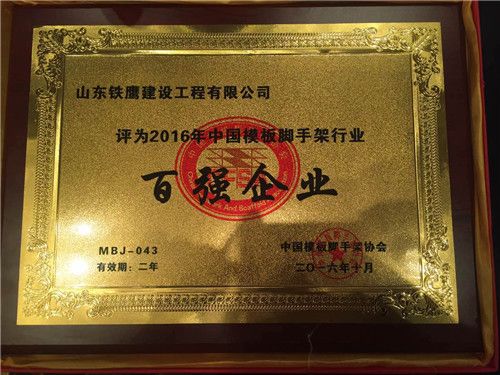 山东铁鹰建设工程有限公司
评为2016年中国模板脚手架行业
百强企业
MBJ-043
有效期：二年
中国模板脚手架协会
二〇一六年十月